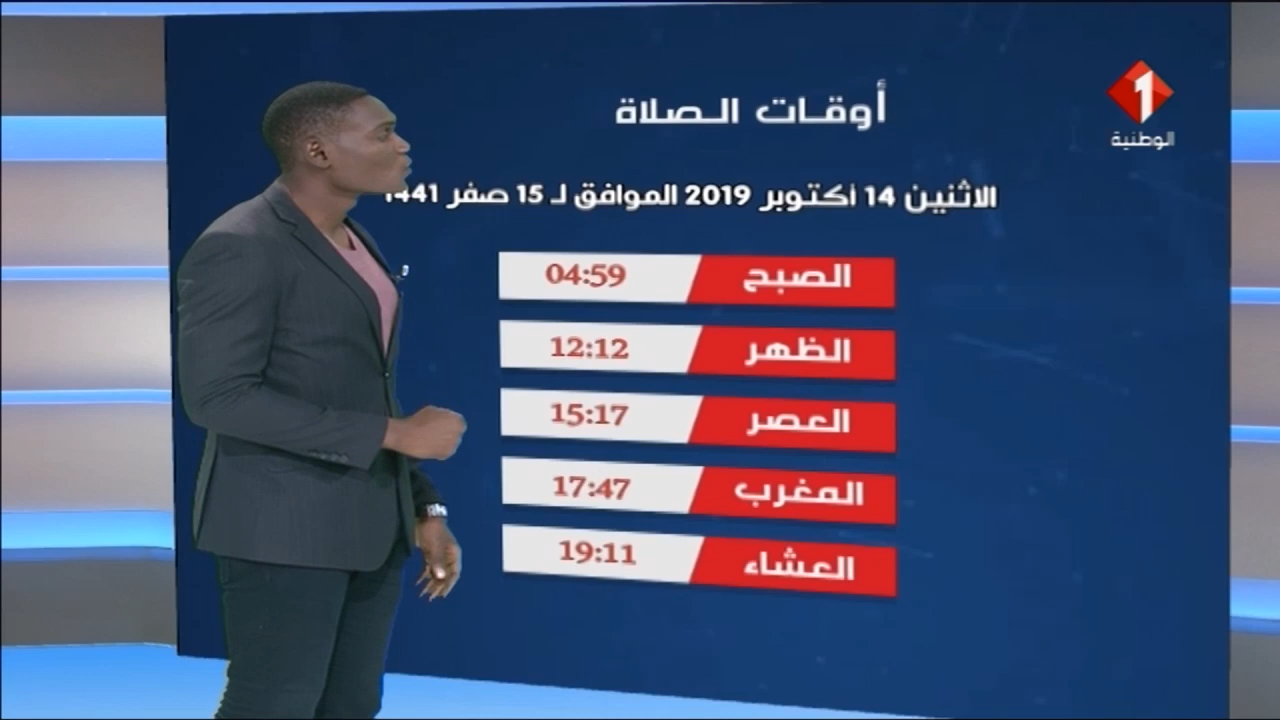 أوقات الصلاة
1
الوطنية
الاثنين 14 أكتوبر 2019 الموافق لـ 15 صفر 1441
الصبح 04:59
الظهر 12:12
العصر 15:17
المغرب 17:47
العشاء 19:11